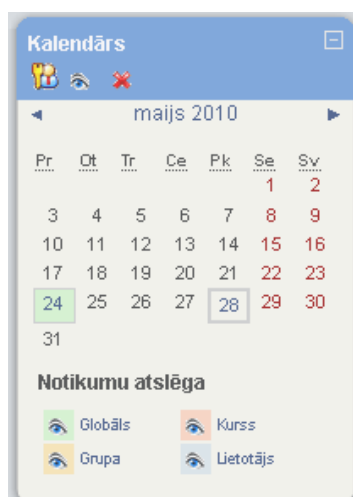 Kalendārs
maijs 2010
Pr Ot Tr Ce Pk Se Sv
1 2
3 4 5 6 7 8 9
10 11 12 13 14 15 16
17 18 19 20 21 22 23
24 25 26 27 28 29 30
31
Notikumu atslēga
Globāls Kurss
Grupa Lietotājs